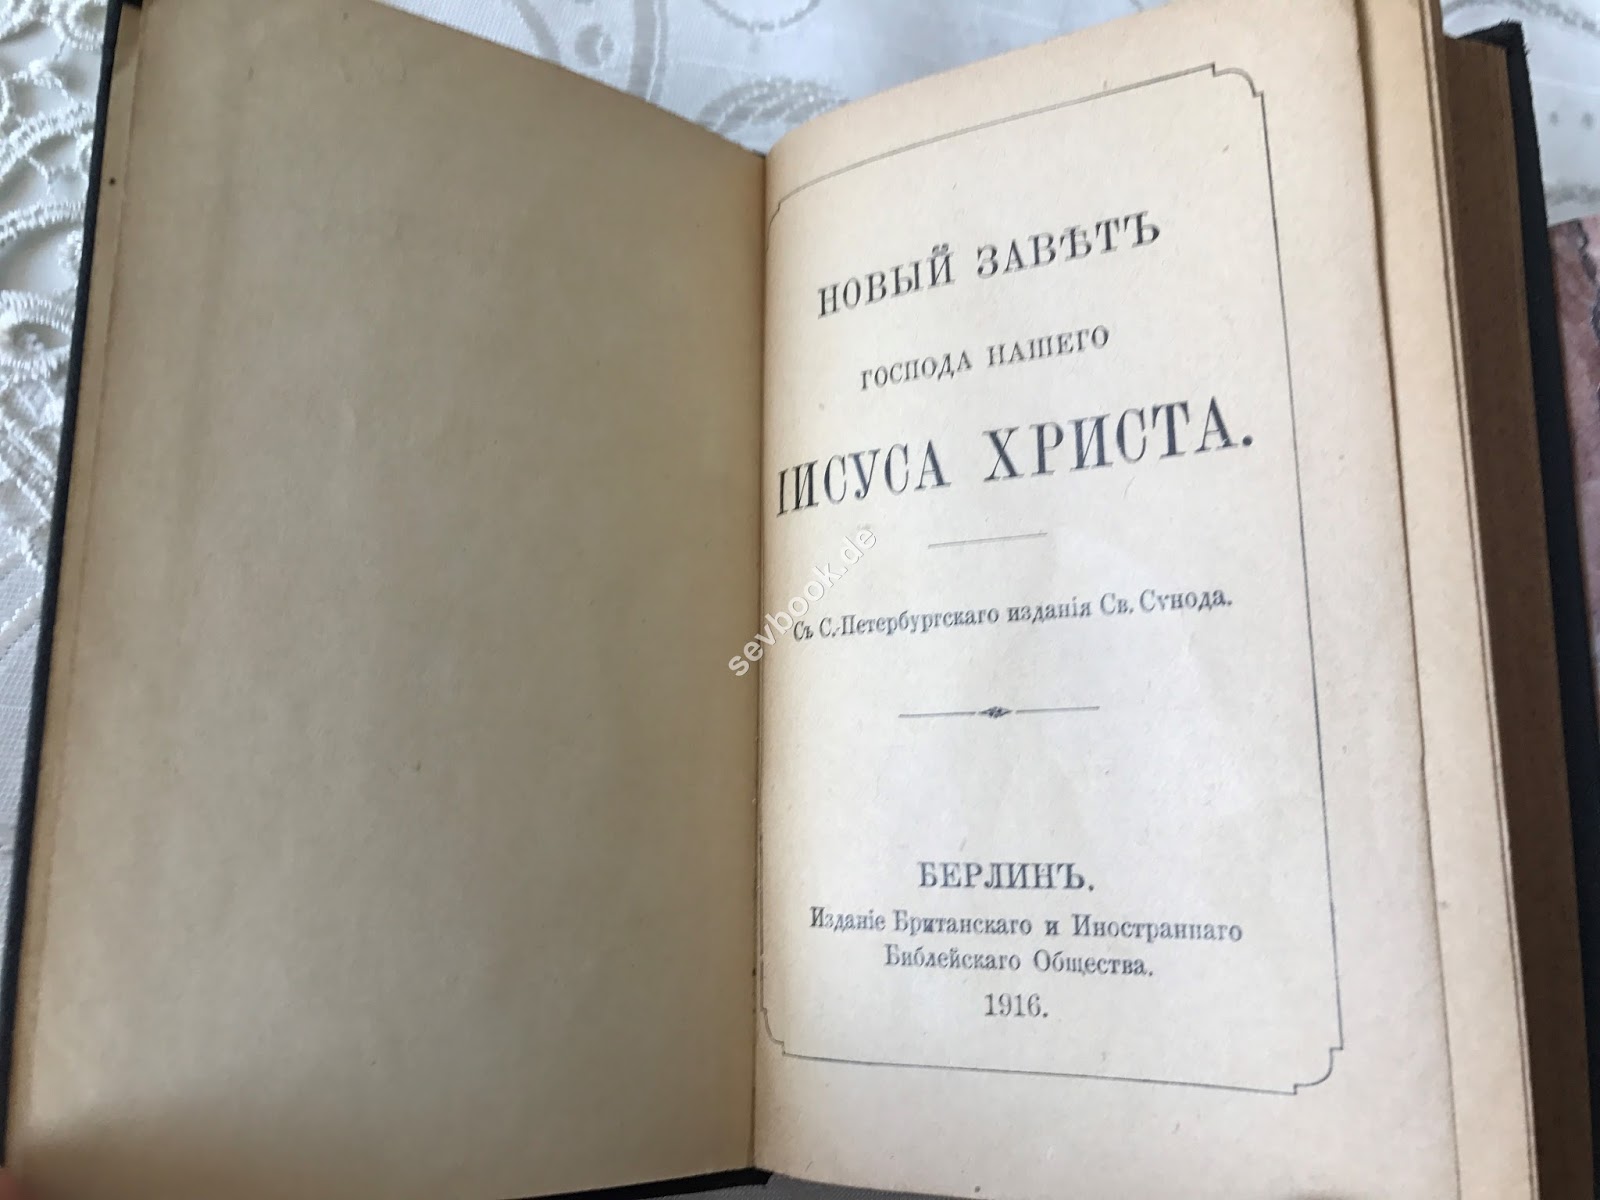 НОВЫЙ ЗАВѢТЪ
ГОСПОДА НАШЕГО
ІИСУСА ХРИСТА.
Съ С.-Петербургскаго изданія Св. Сѵнода.
БЕРЛИНЪ.
Изданіе Британскаго и Иностраннаго
Библейскаго Общества.
1916.
sevbook.de